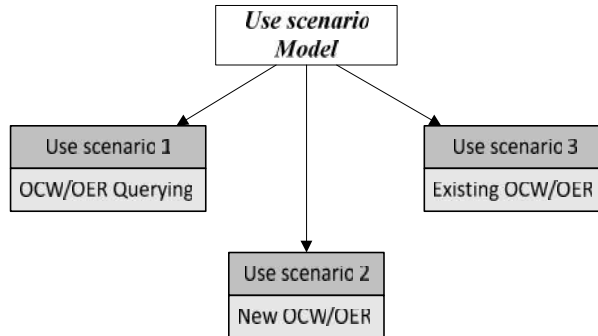 Use scenario
Model
Use scenario 1
OCW/OER Querying
Use scenario 3
Existing OCW/OER
Use scenario 2
New OCW/OER